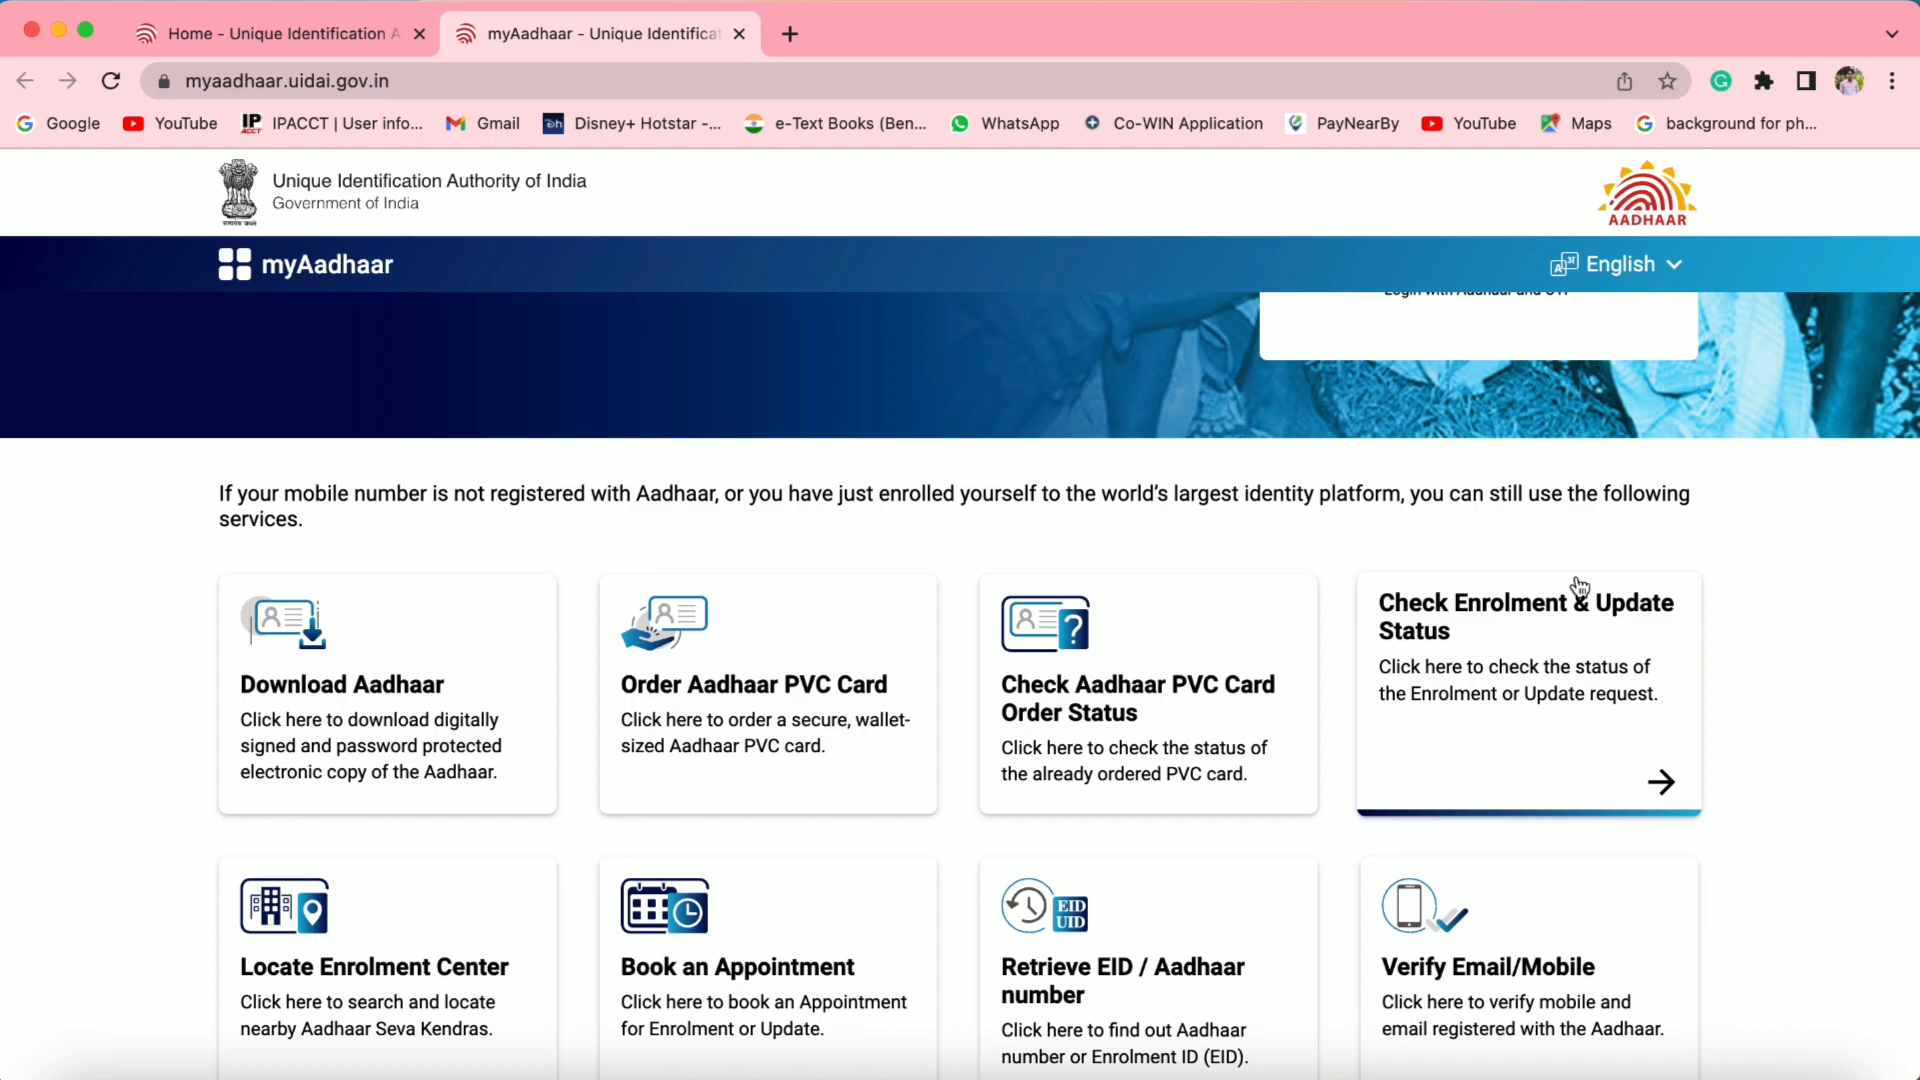 Home - Unique Identification A
myAadhaar - Unique Identificat
myaadhaar.uidai.gov.in
Google
YouTube
IPACCT | User info...
Gmail
Disney+ Hotstar -...
e-Text Books (Ben...
WhatsApp
Co-WIN Application
PayNearBy
YouTube
Maps
background for ph...
Unique Identification Authority of India
Government of India
AADHAAR
myAadhaar
English
Login with Aadhaar and OTP
If your mobile number is not registered with Aadhaar, or you have just enrolled yourself to the world's largest identity platform, you can still use the following
services.
Download Aadhaar
Click here to download digitally
signed and password protected
electronic copy of the Aadhaar.
Order Aadhaar PVC Card
Click here to order a secure, wallet-
sized Aadhaar PVC card.
Check Aadhaar PVC Card
Order Status
Click here to check the status of
the already ordered PVC card.
Check Enrolment & Update
Status
Click here to check the status of
the Enrolment or Update request.
Locate Enrolment Center
Click here to search and locate
nearby Aadhaar Seva Kendras.
Book an Appointment
Click here to book an Appointment
for Enrolment or Update.
EID
UID
Retrieve EID / Aadhaar
number
Click here to find out Aadhaar
number or Enrolment ID (EID).
Verify Email/Mobile
Click here to verify mobile and
email registered with the Aadhaar.